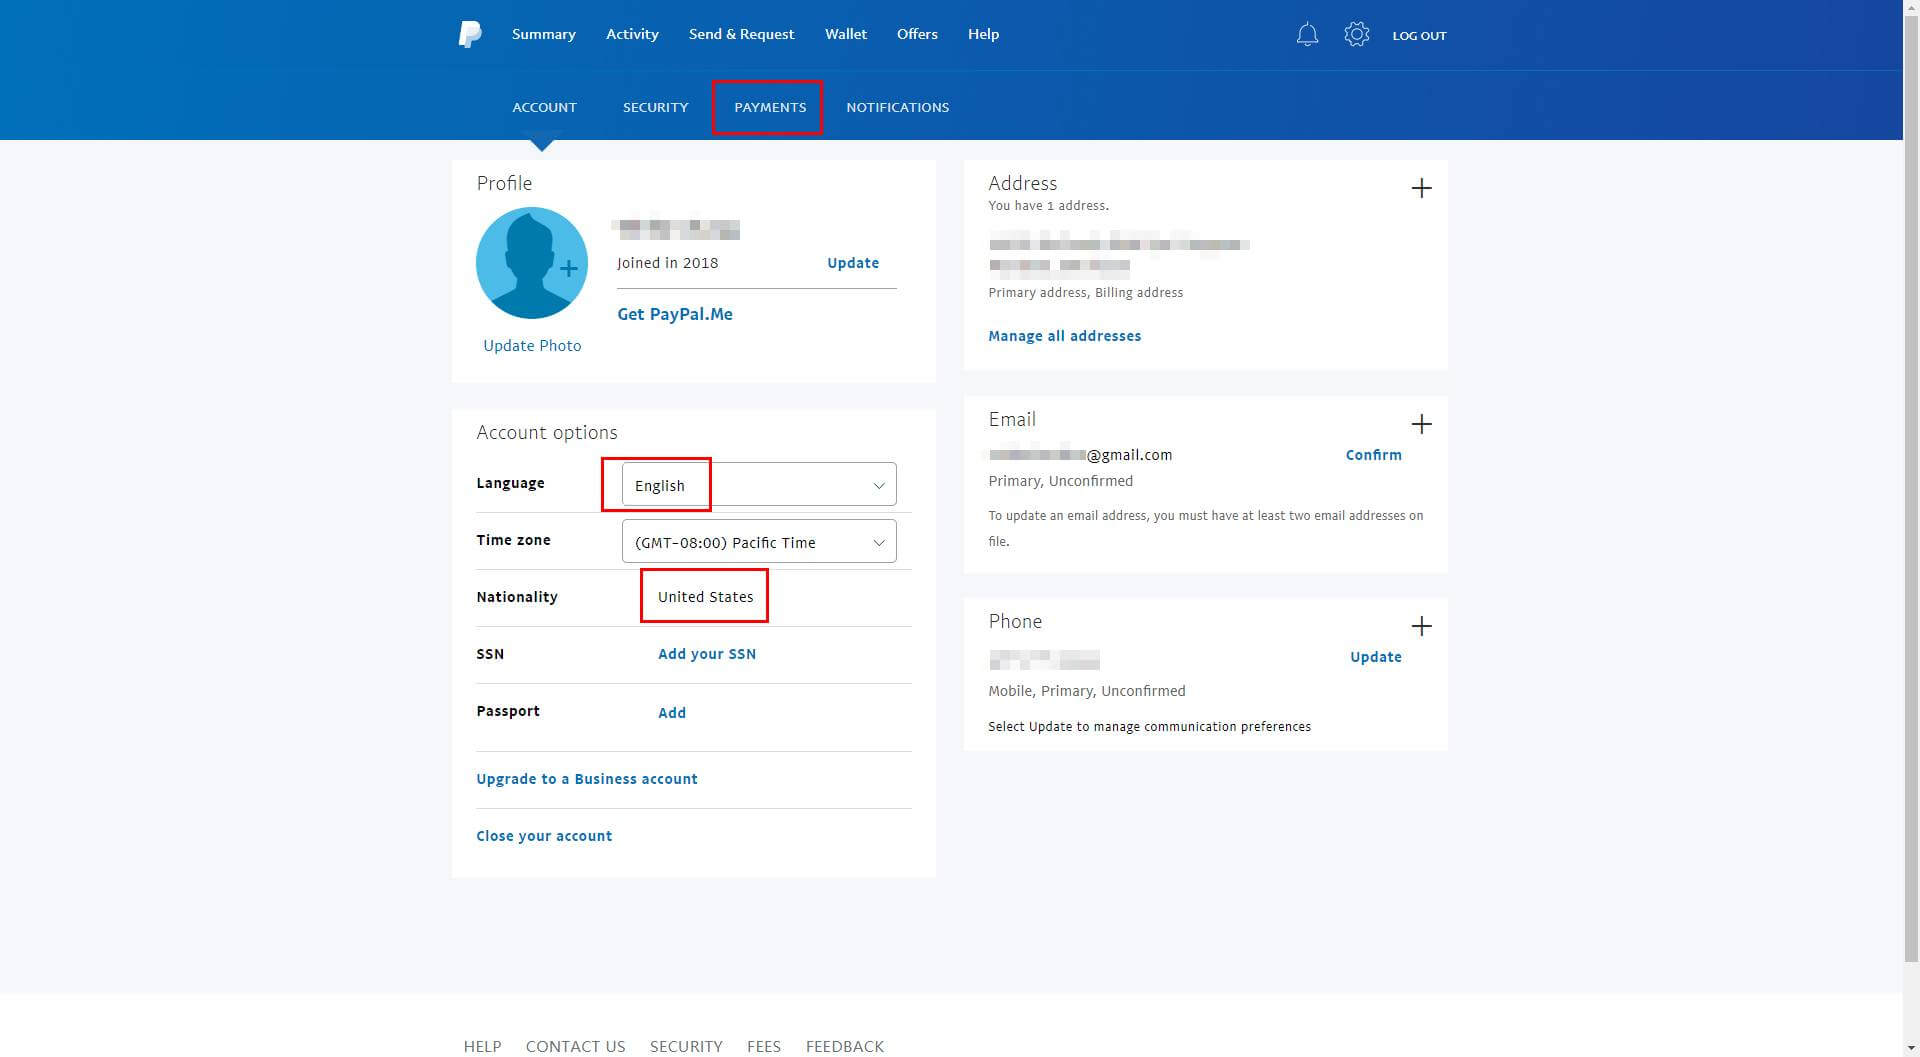 Summary Activity Send & Request Wallet Offers Help LOG OUT
ACCOUNT SECURITY PAYMENTS NOTIFICATIONS
Profile
Joined in 2018 Update
Get PayPal.Me
Update Photo
Account options
Language English
Time zone (GMT-08:00) Pacific Time
Nationality United States
SSN Add your SSN
Passport Add
Upgrade to a Business account
Close your account
Address
You have 1 address.
Primary address, Billing address
Manage all addresses
Email
@gmail.com Confirm
Primary, Unconfirmed
To update an email address, you must have at least two email addresses on
file.
Phone
Update
Mobile, Primary, Unconfirmed
Select Update to manage communication preferences
HELP CONTACT US SECURITY FEES FEEDBACK